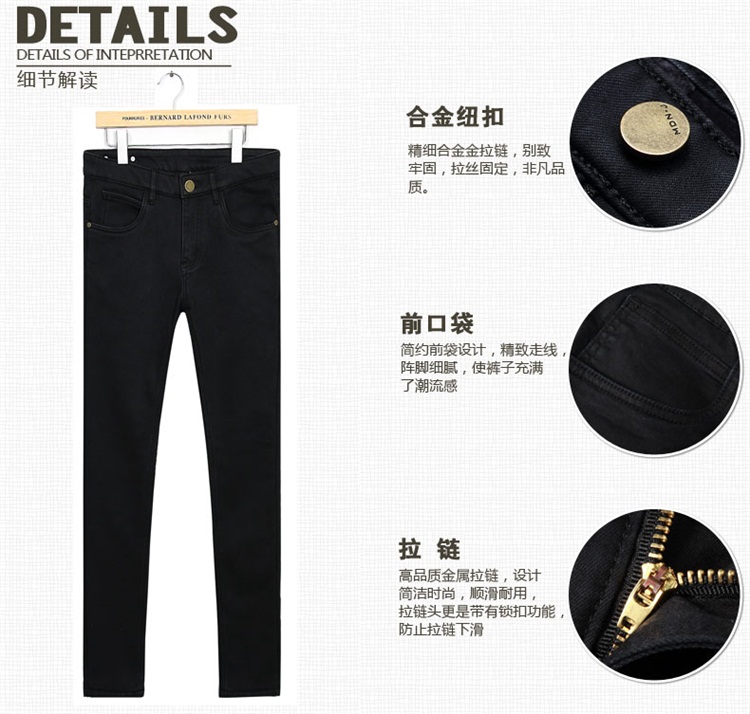 DETAILS
DETAILS OF INTEPRRETATION
细节解读
BERNARD LAFOND FURS
合金纽扣
精细合金金拉链，别致
牢固，拉丝固定，非凡品
质。
MDN'J
前口袋
简约前袋设计，精致走线，
阵脚细腻，使裤子充满
了潮流感
拉 链
高品质金属拉链，设计
简洁时尚，顺滑耐用，
拉链头更是带有锁扣功能，
防止拉链下滑